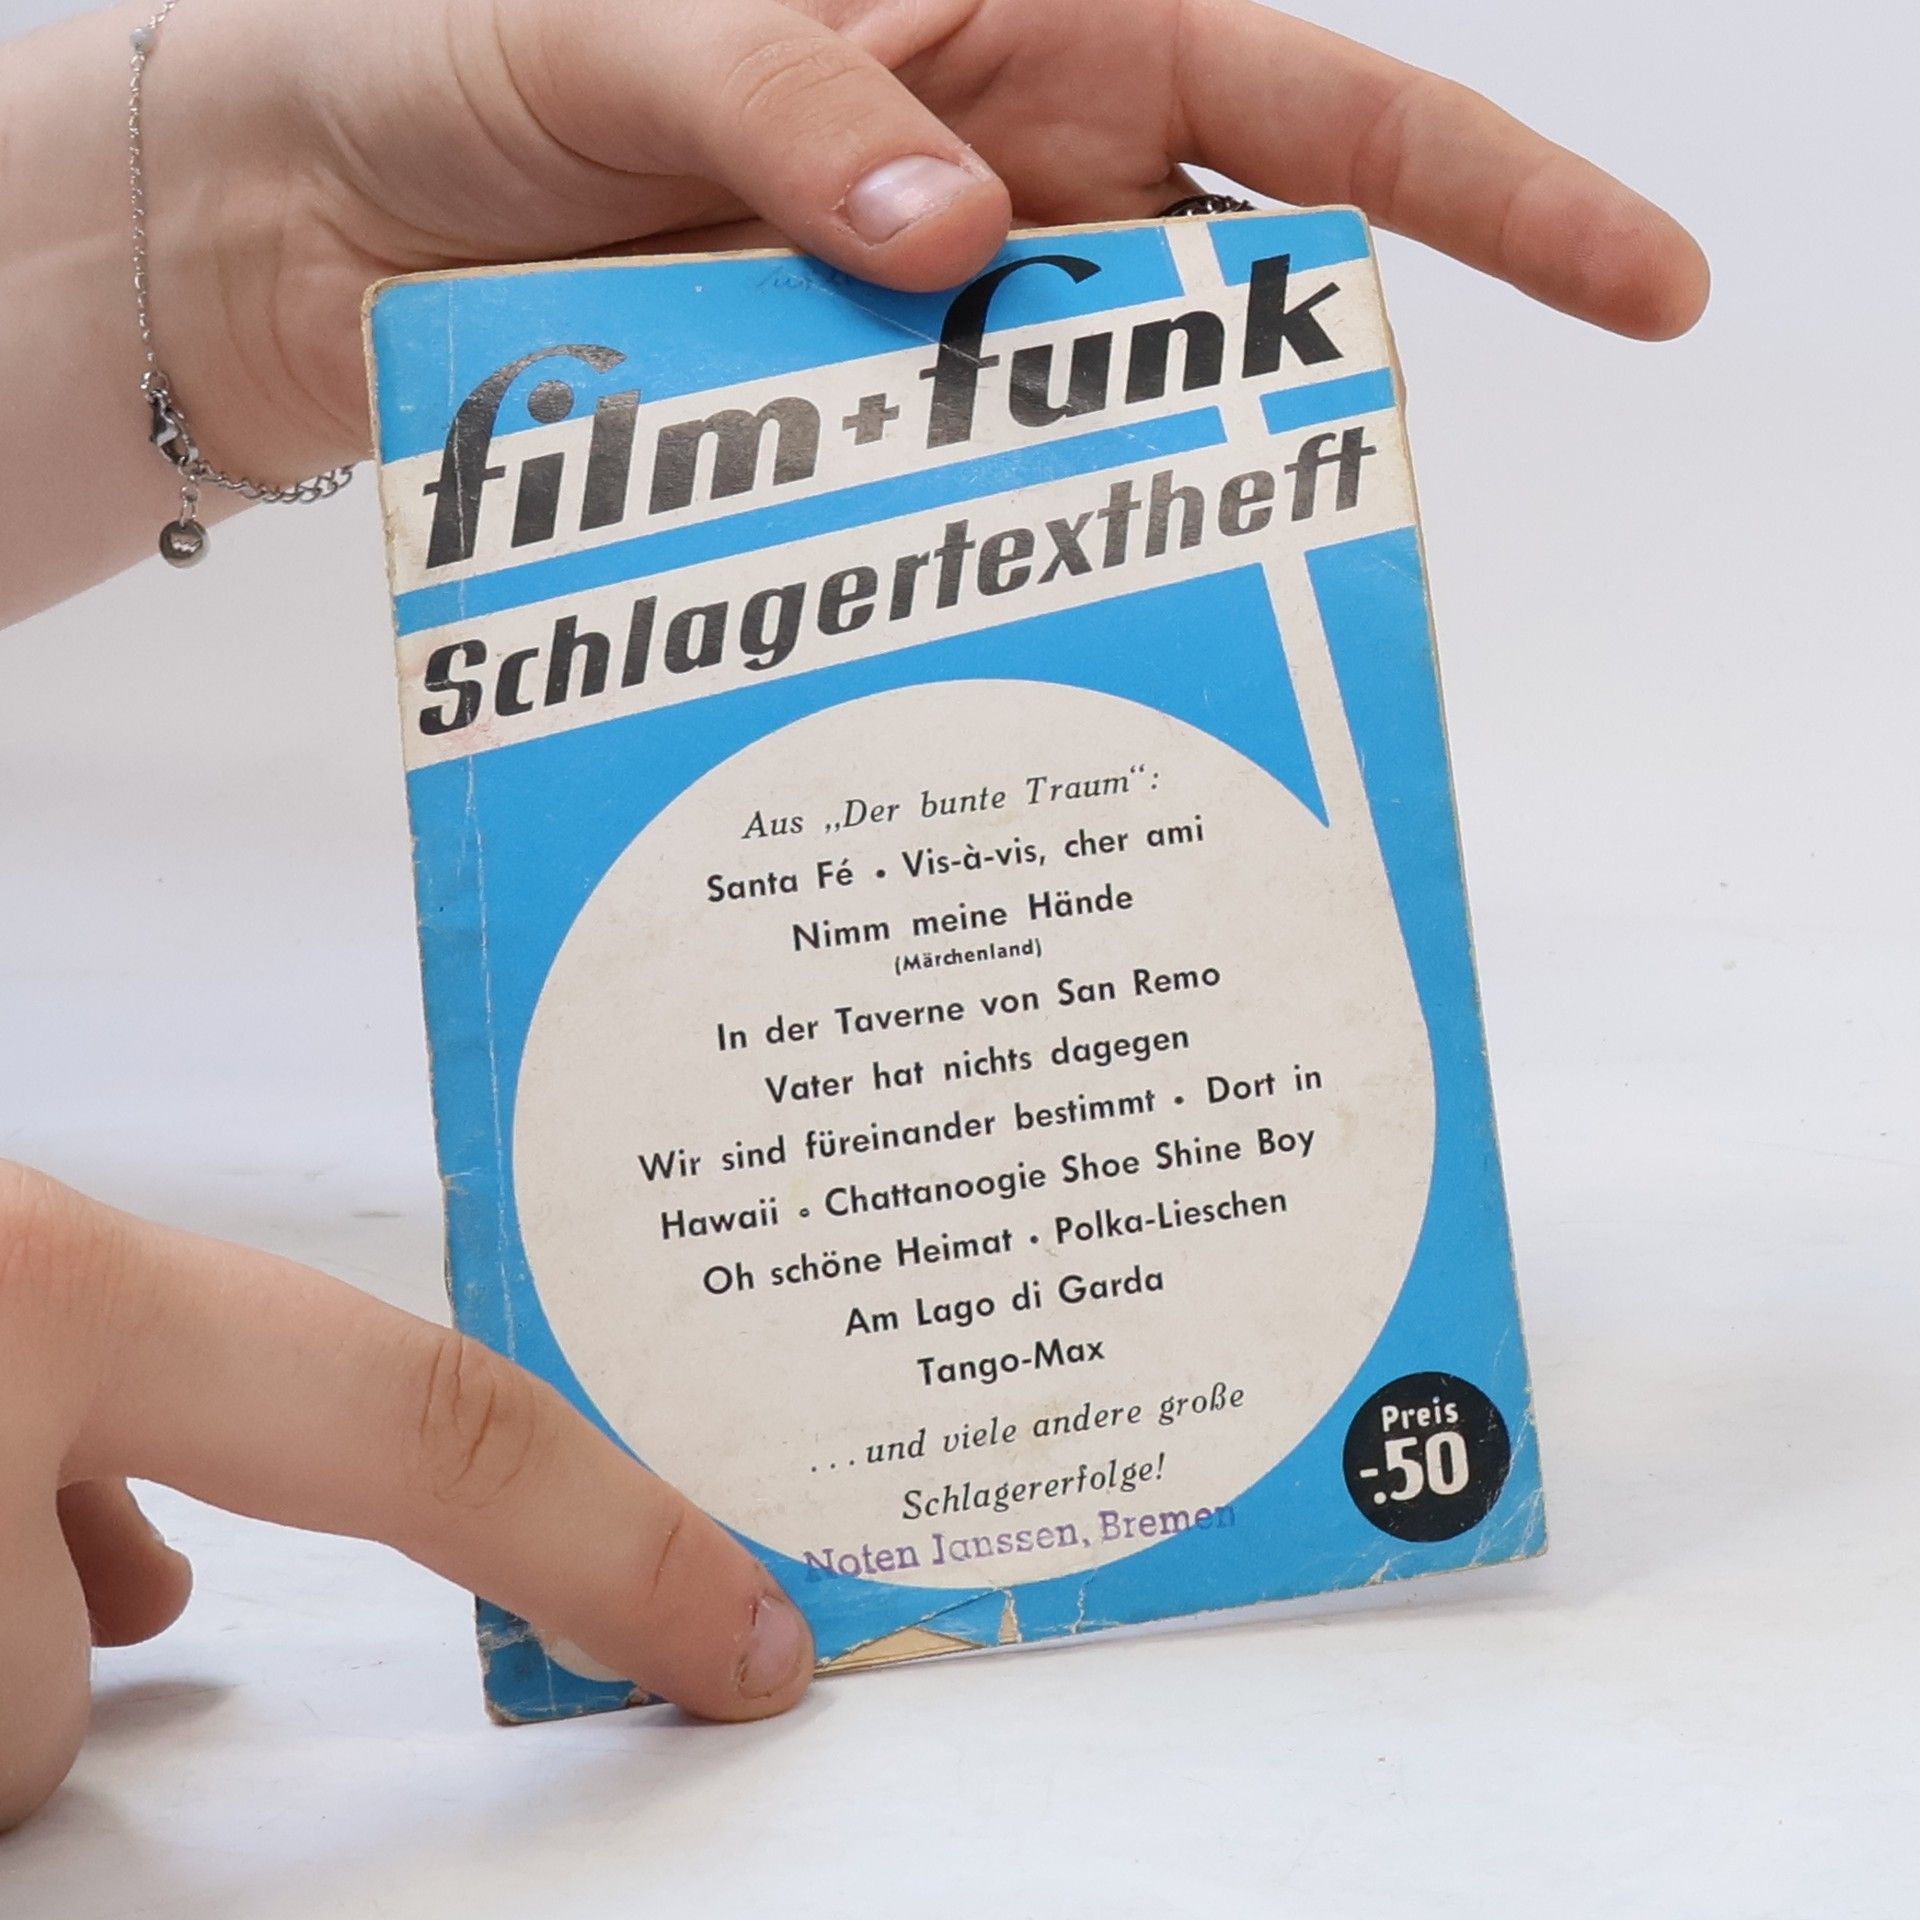 film + funk
Schlagertextheft
Aus „Der bunte Traum“:
Santa Fé • Vis-à-vis, cher ami
Nimm meine Hände
(Märchenland)
In der Taverne von San Remo
Vater hat nichts dagegen
Wir sind füreinander bestimmt • Dort in
Hawaii • Chattanoogie Shoe Shine Boy
Oh schöne Heimat • Polka-Lieschen
Am Lago di Garda
Tango-Max
...und viele andere große
Schlagererfolge!
Noten Janssen, Bremen
Preis
-.50